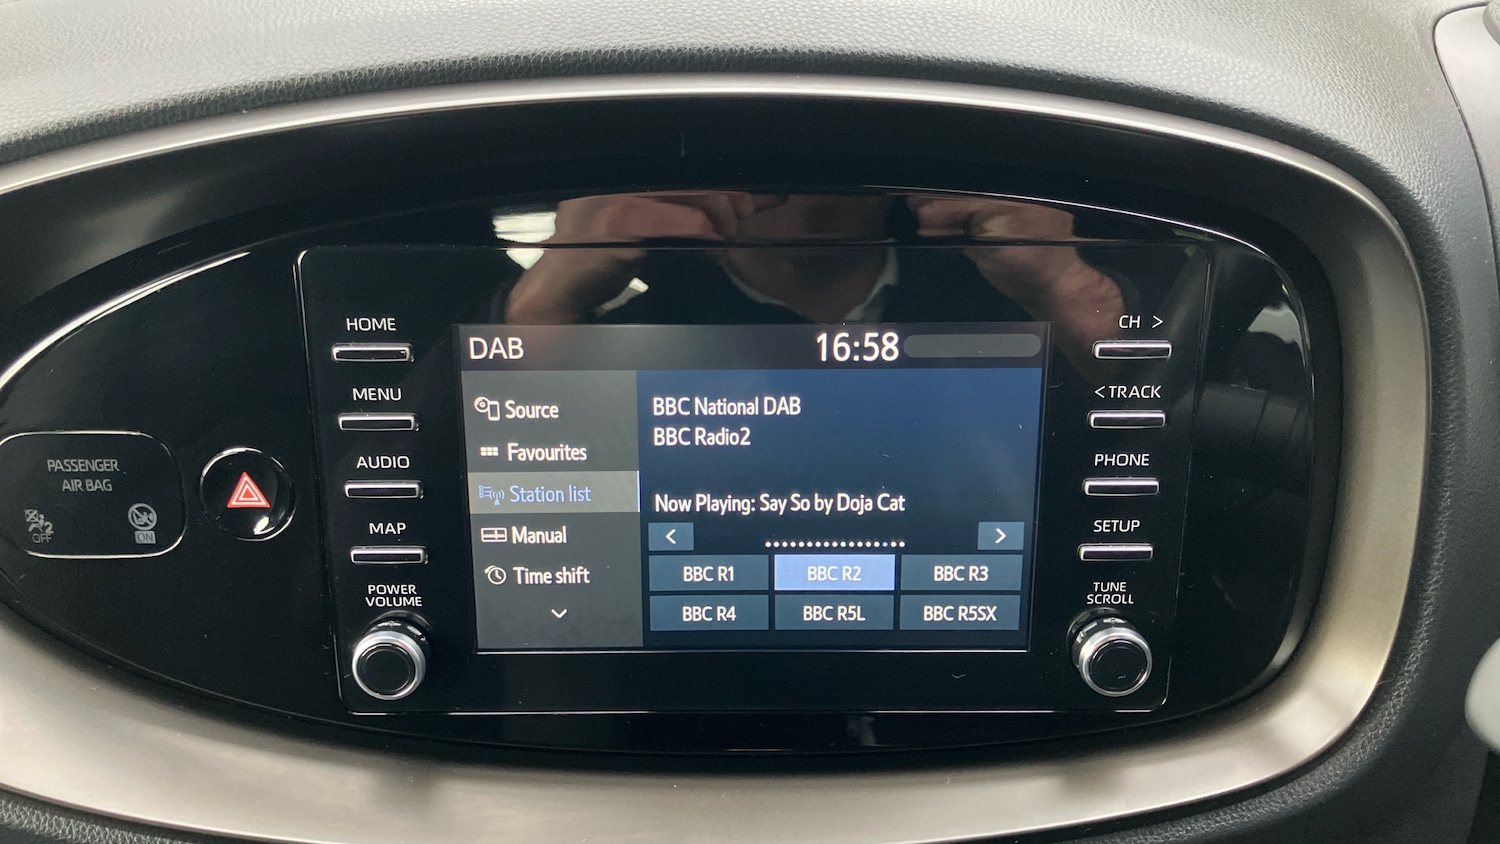 HOME
MENU
AUDIO
MAP
POWER
VOLUME
PASSENGER
AIR BAG
OFF
2
ON
DAB
16:58
Source
Favourites
Station list
Manual
Time shift
BBC National DAB
BBC Radio2
Now Playing: Say So by Doja Cat
<
>
BBC R1
BBC R2
BBC R3
BBC R4
BBC R5L
BBC R5SX
CH >
< TRACK
PHONE
SETUP
TUNE
SCROLL